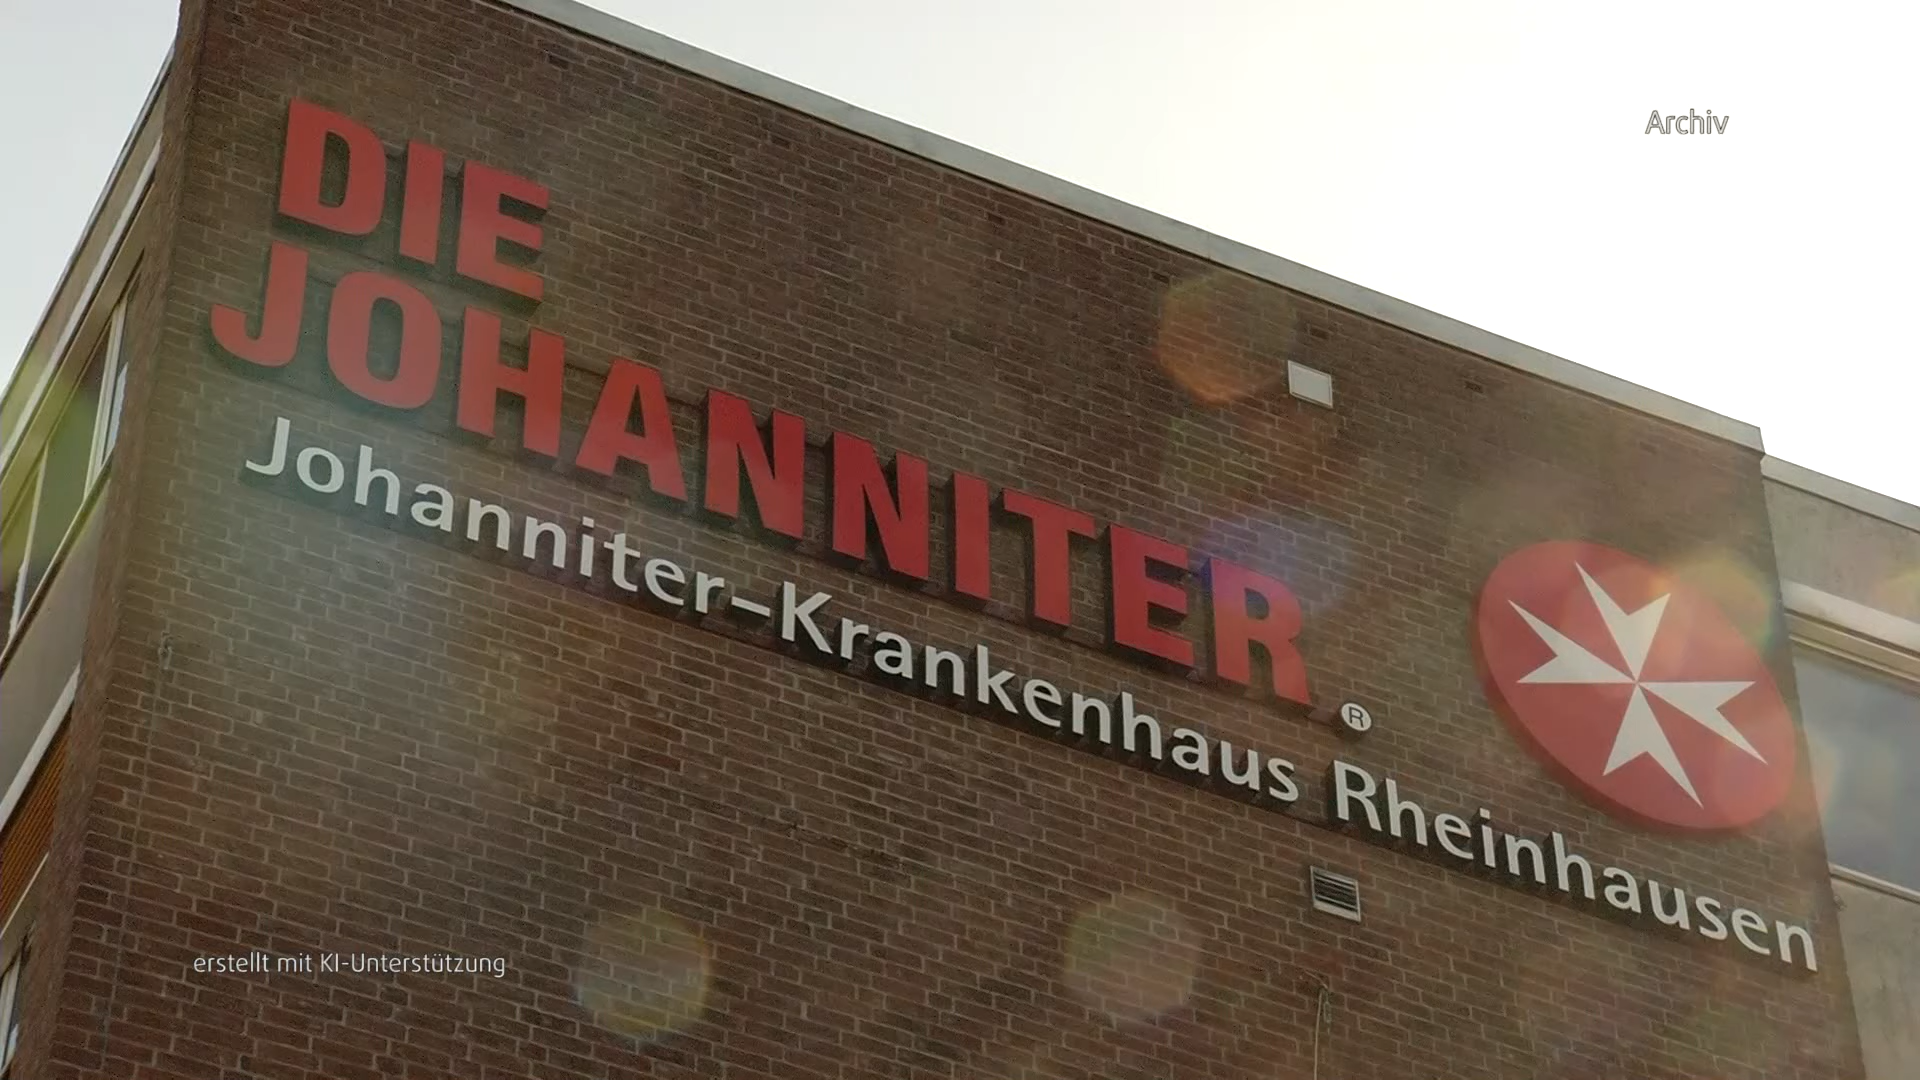 Archiv
DIE
JOHANNITER
®
Johanniter-Krankenhaus Rheinhausen
erstellt mit KI-Unterstützung